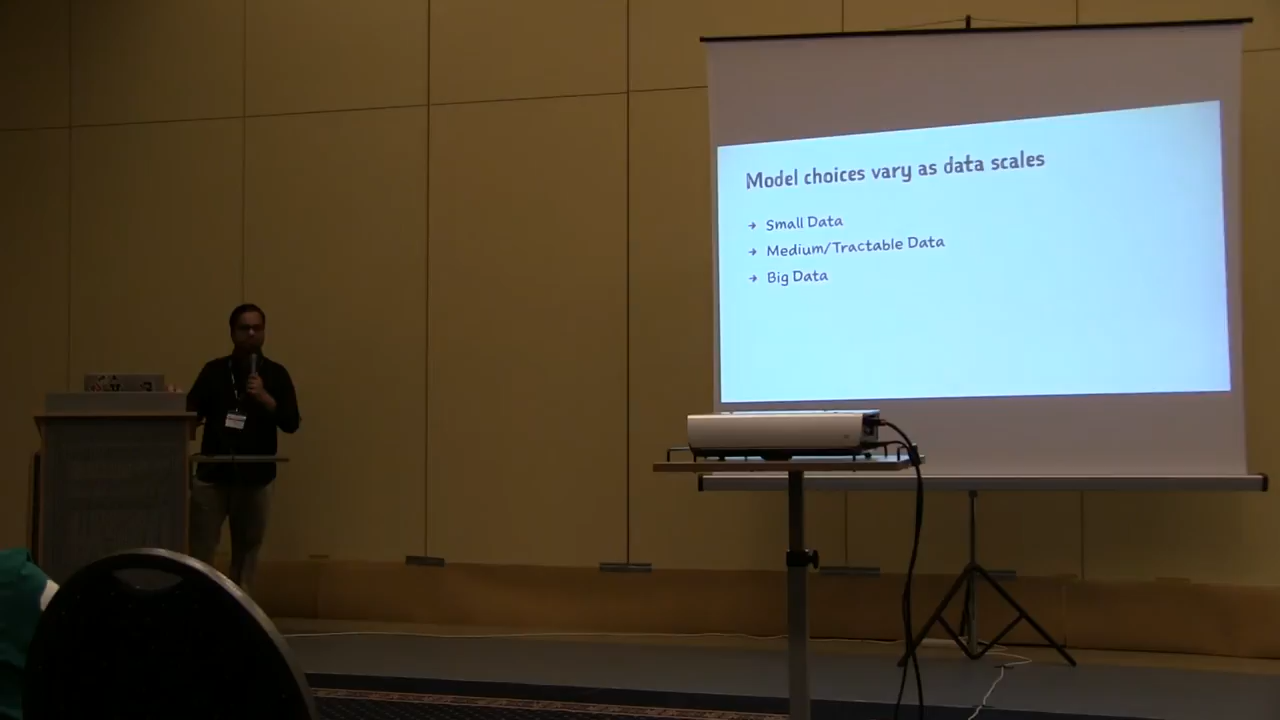 Model choices vary as data scales
→ Small Data
→ Medium/Tractable Data
→ Big Data